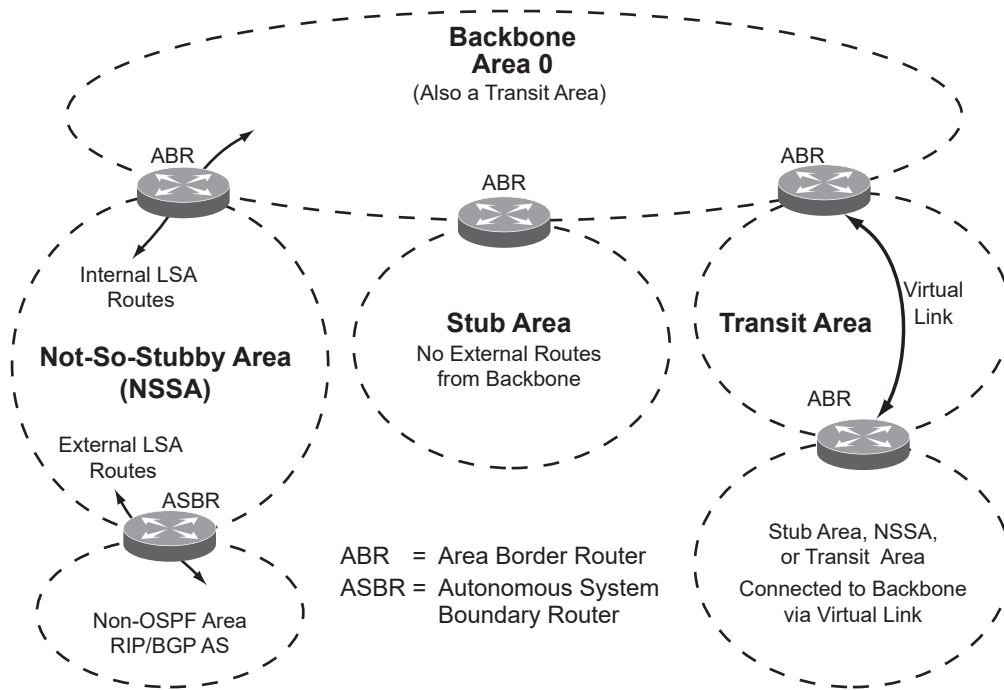 Backbone
Area 0
(Also a Transit Area)
ABR
ABR
ABR
Internal LSA
Routes
Not-So-Stubby Area
(NSSA)
External LSA
Routes
ASBR
Non-OSPF Area
RIP/BGP AS
Stub Area
No External Routes
from Backbone
Transit Area
Virtual
Link
ABR
Stub Area, NSSA,
or Transit Area
Connected to Backbone
via Virtual Link
ABR = Area Border Router
ASBR = Autonomous System
Boundary Router